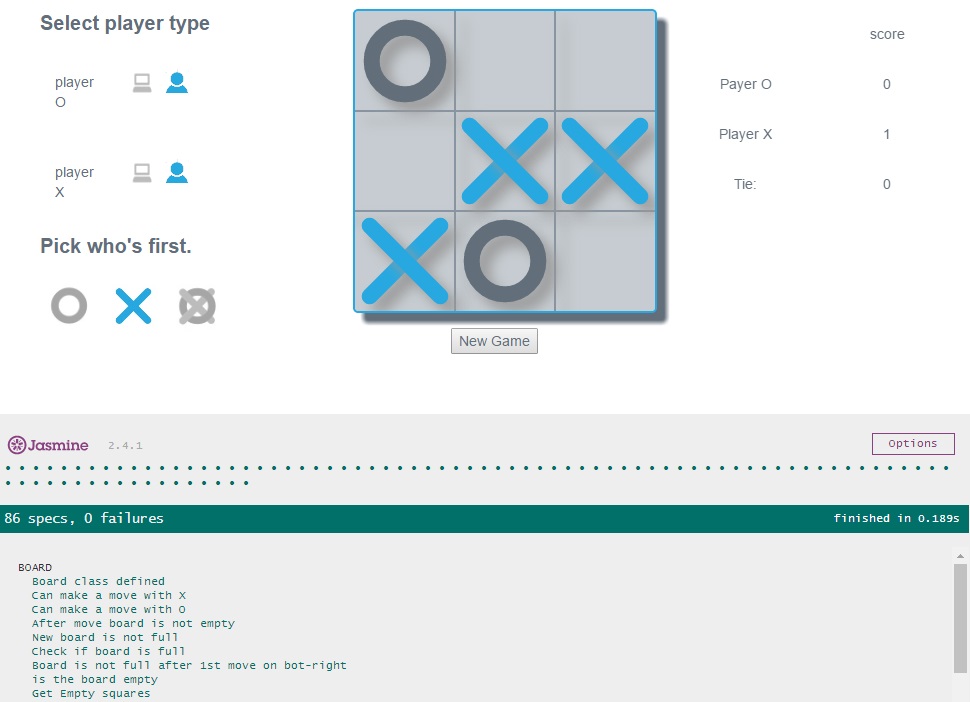 Select player type
player
O
player
X
Pick who's first.
New Game
score
Payer O 0
Player X 1
Tie: 0
Jasmine 2.4.1
Options
86 specs, 0 failures
finished in 0.189s
BOARD
Board class defined
Can make a move with X
Can make a move with O
After move board is not empty
New board is not full
Check if board is full
Board is not full after 1st move on bot-right
is the board empty
Get Empty squares